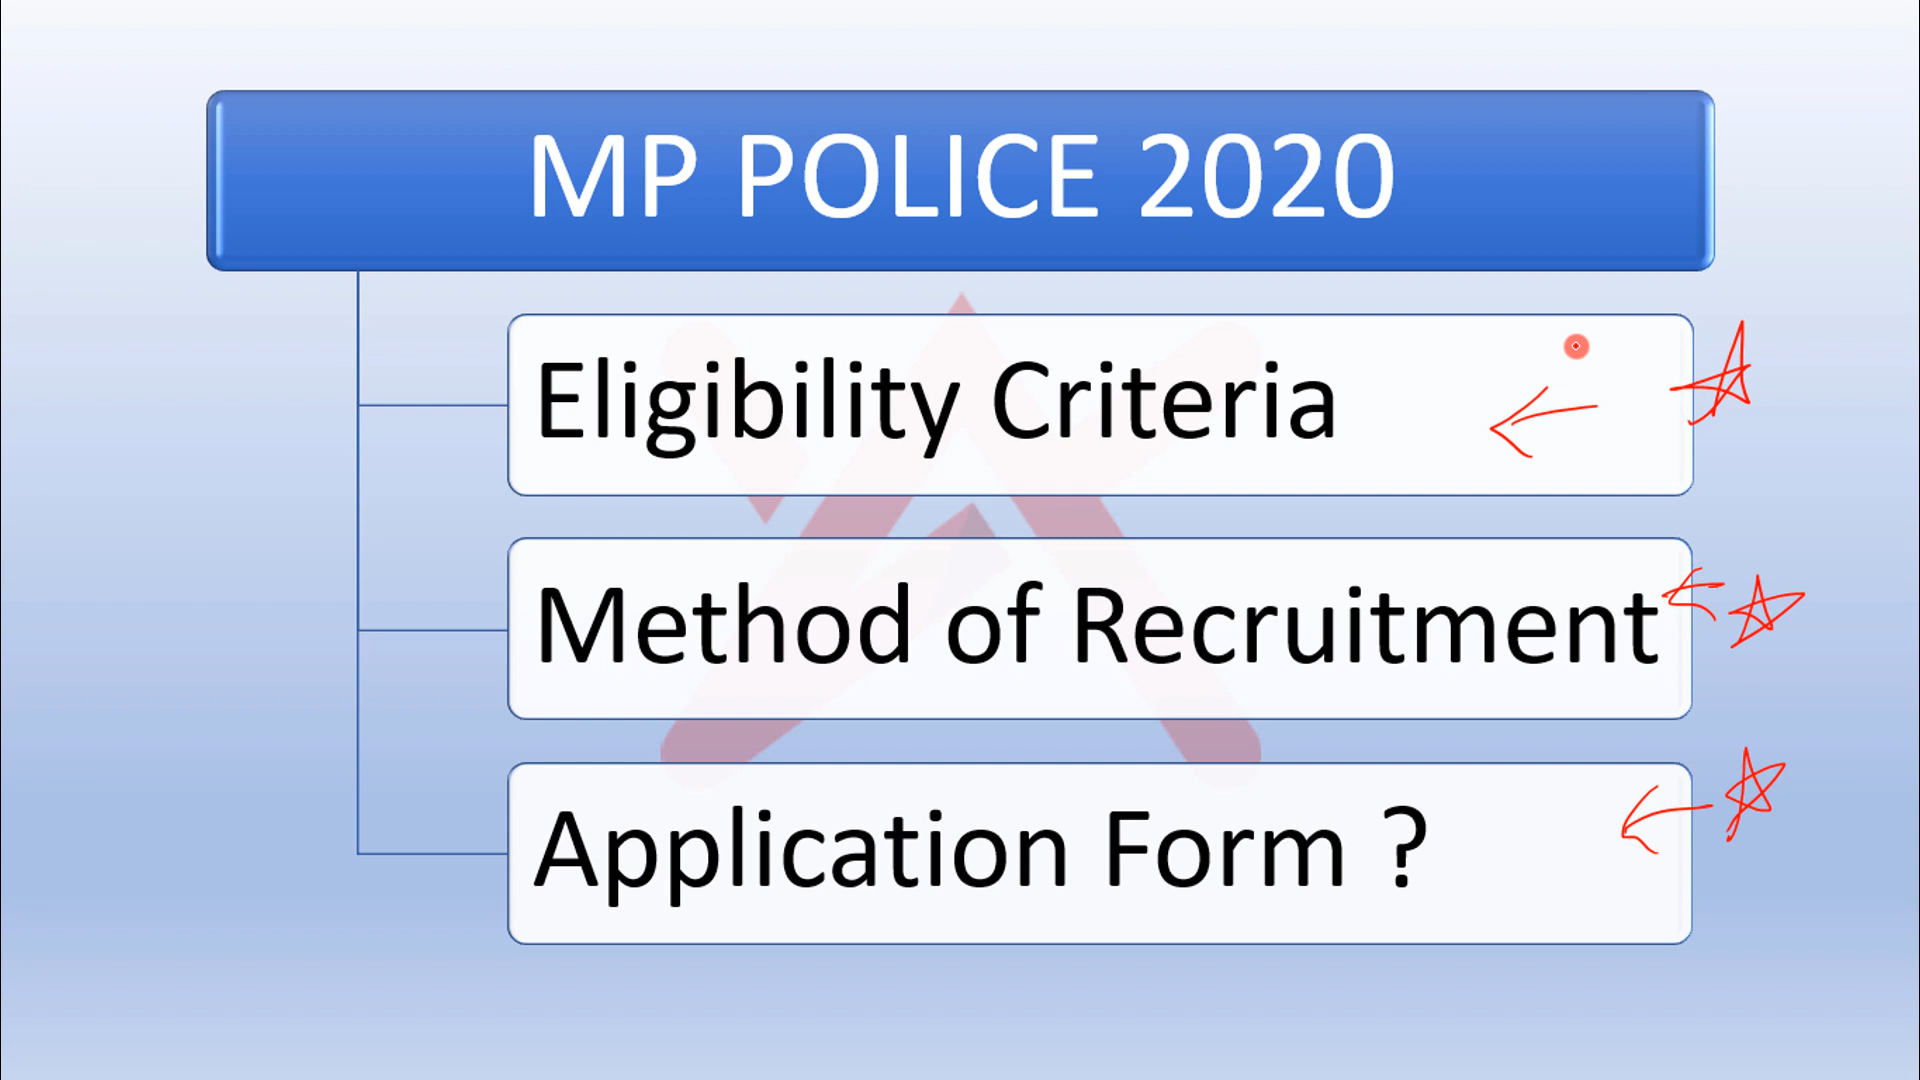 MP POLICE 2020
Eligibility Criteria
Method of Recruitment
Application Form ?